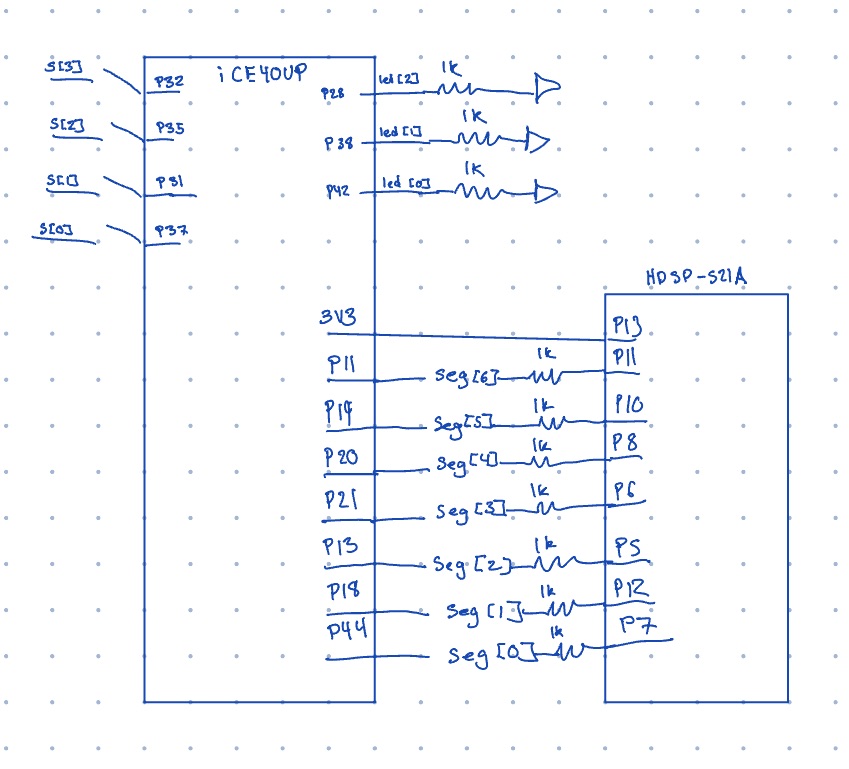 S[3]
P32
iCE40UP
P28
led [2]
1k
S[2]
P35
P38
led [1]
1k
S[]
P31
P42
led [0]
1k
S[0]
P37
HDSP-521A
3V3
P13
P11
Seg [6]
1k
P11
P14
Seg [5]
1k
P10
P20
Seg [4]
1k
P8
P21
Seg [3]
1k
P6
P13
Seg [2]
1k
P5
P18
Seg [1]
1k
P12
P44
Seg [0]
1k
P7